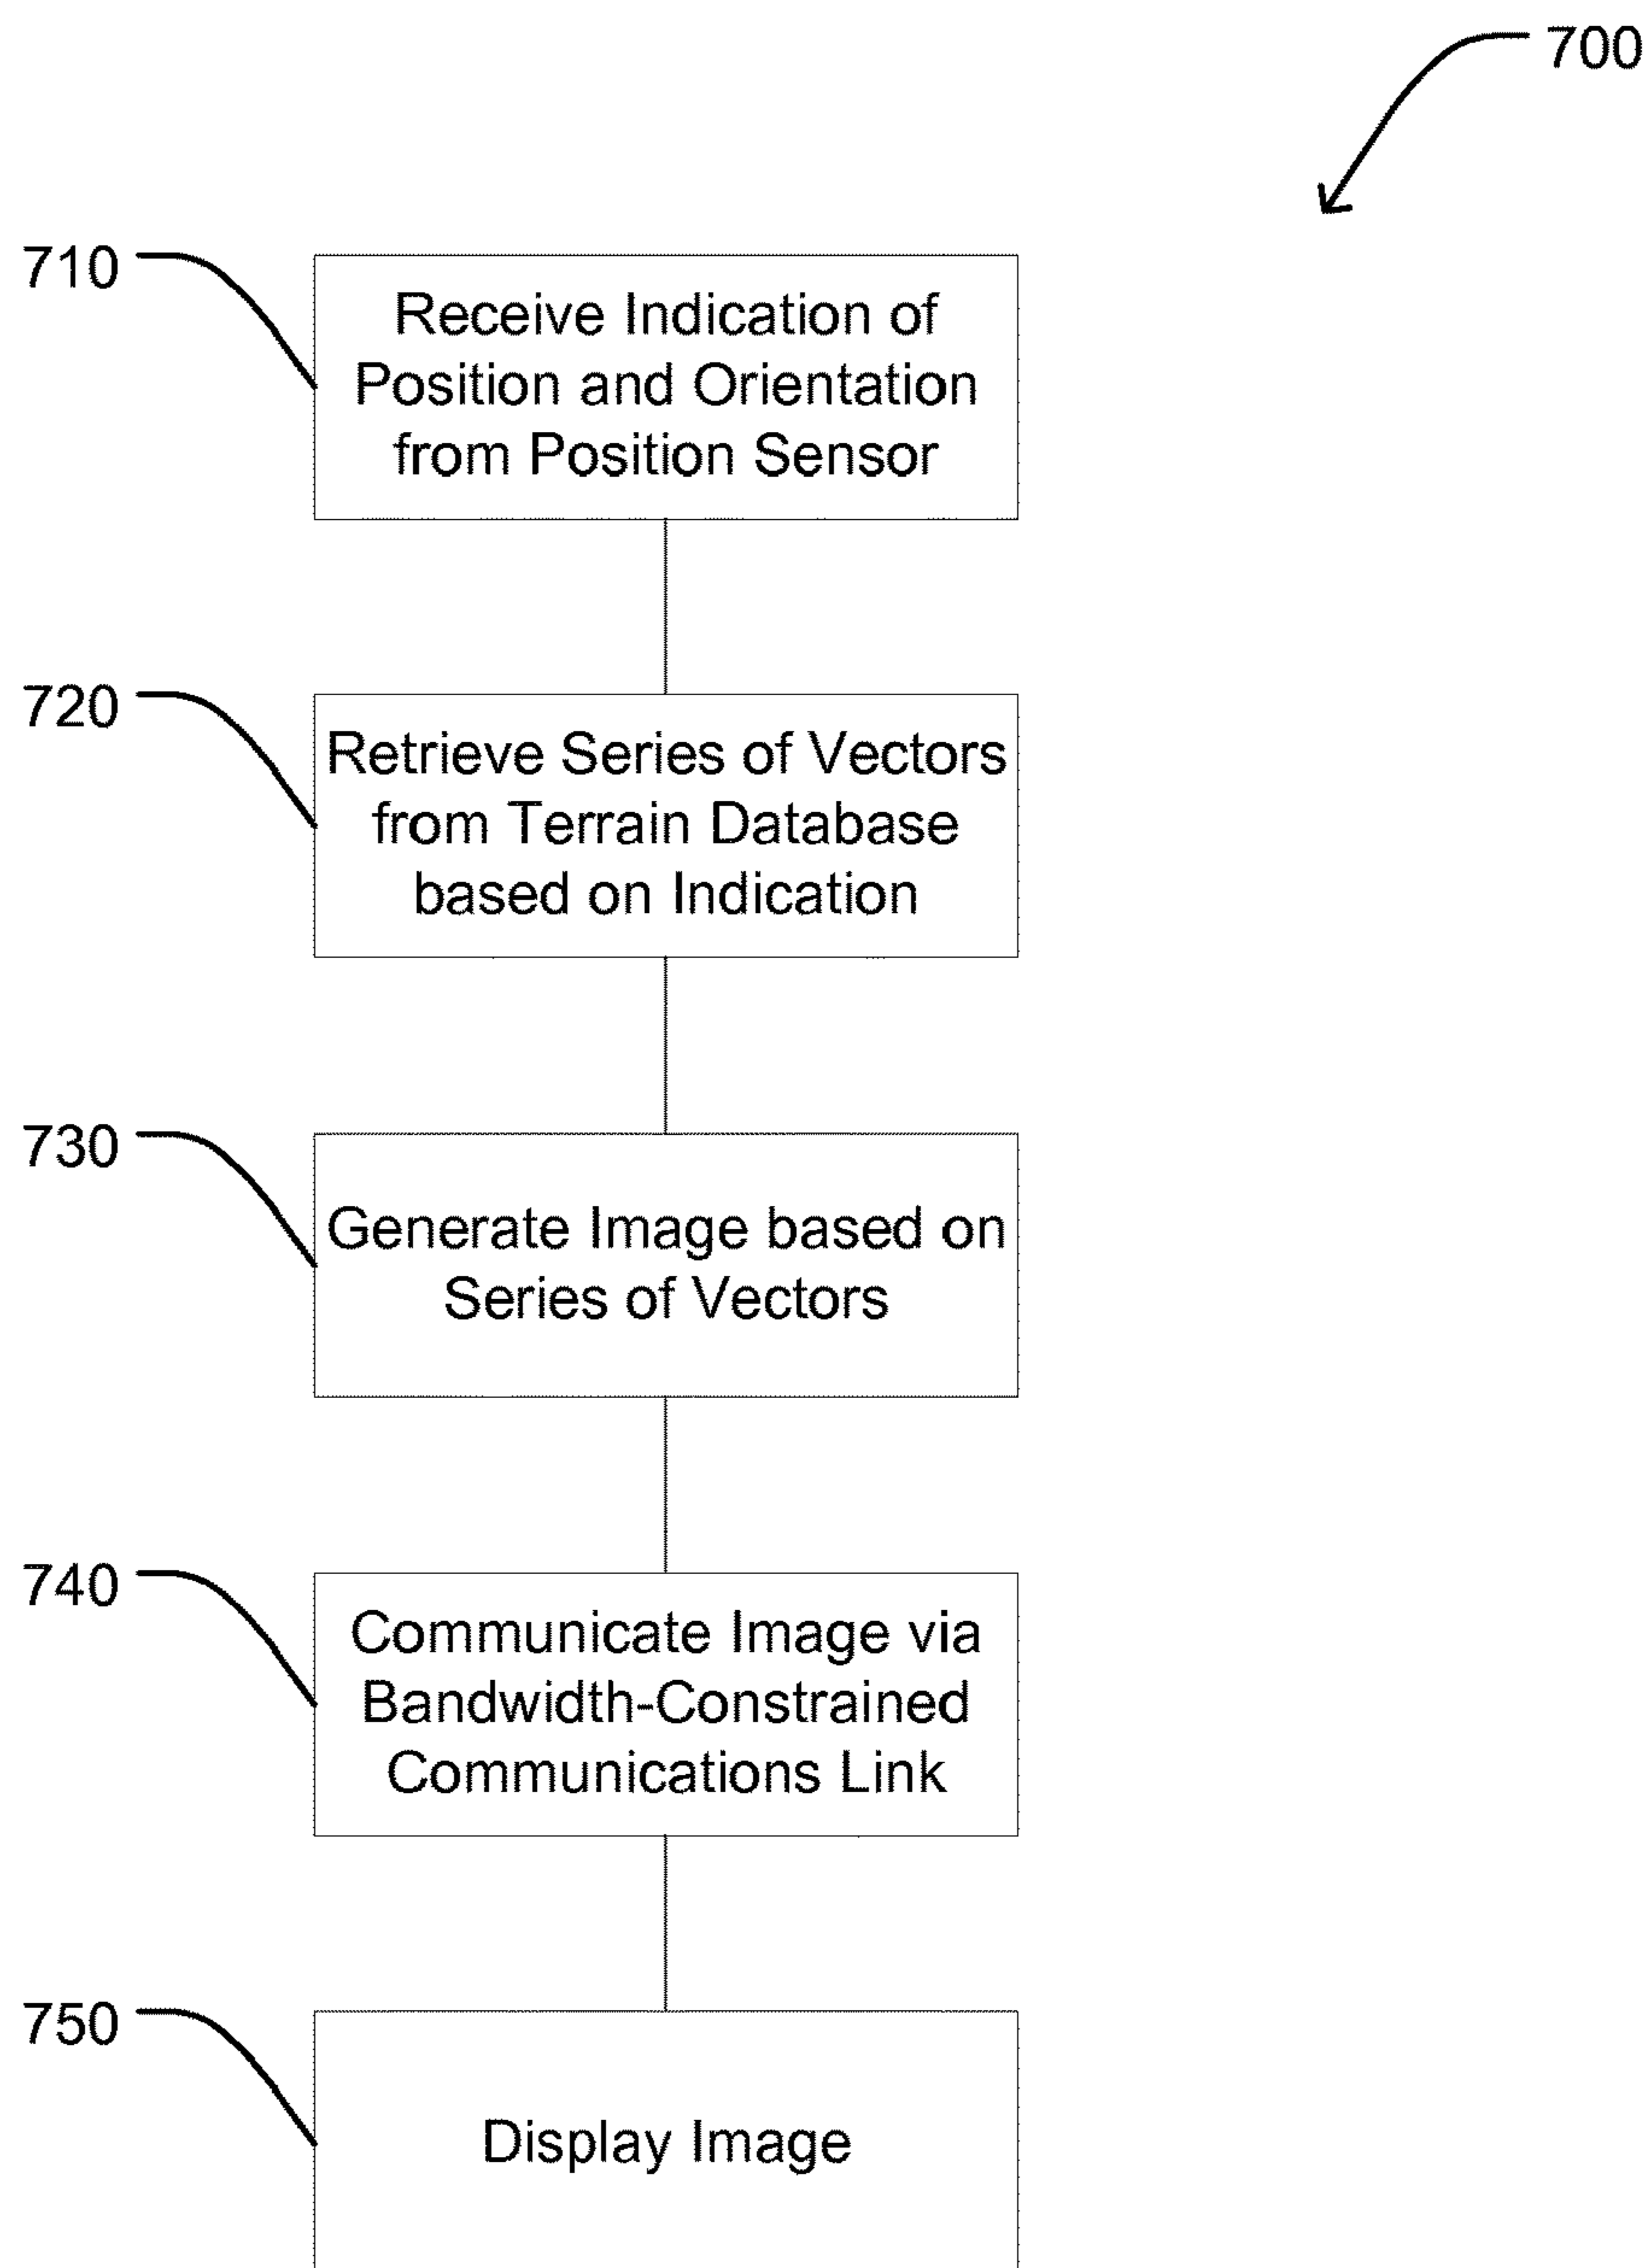 700
710
Receive Indication of
Position and Orientation
from Position Sensor
720
Retrieve Series of Vectors
from Terrain Database
based on Indication
730
Generate Image based on
Series of Vectors
740
Communicate Image via
Bandwidth-Constrained
Communications Link
750
Display Image